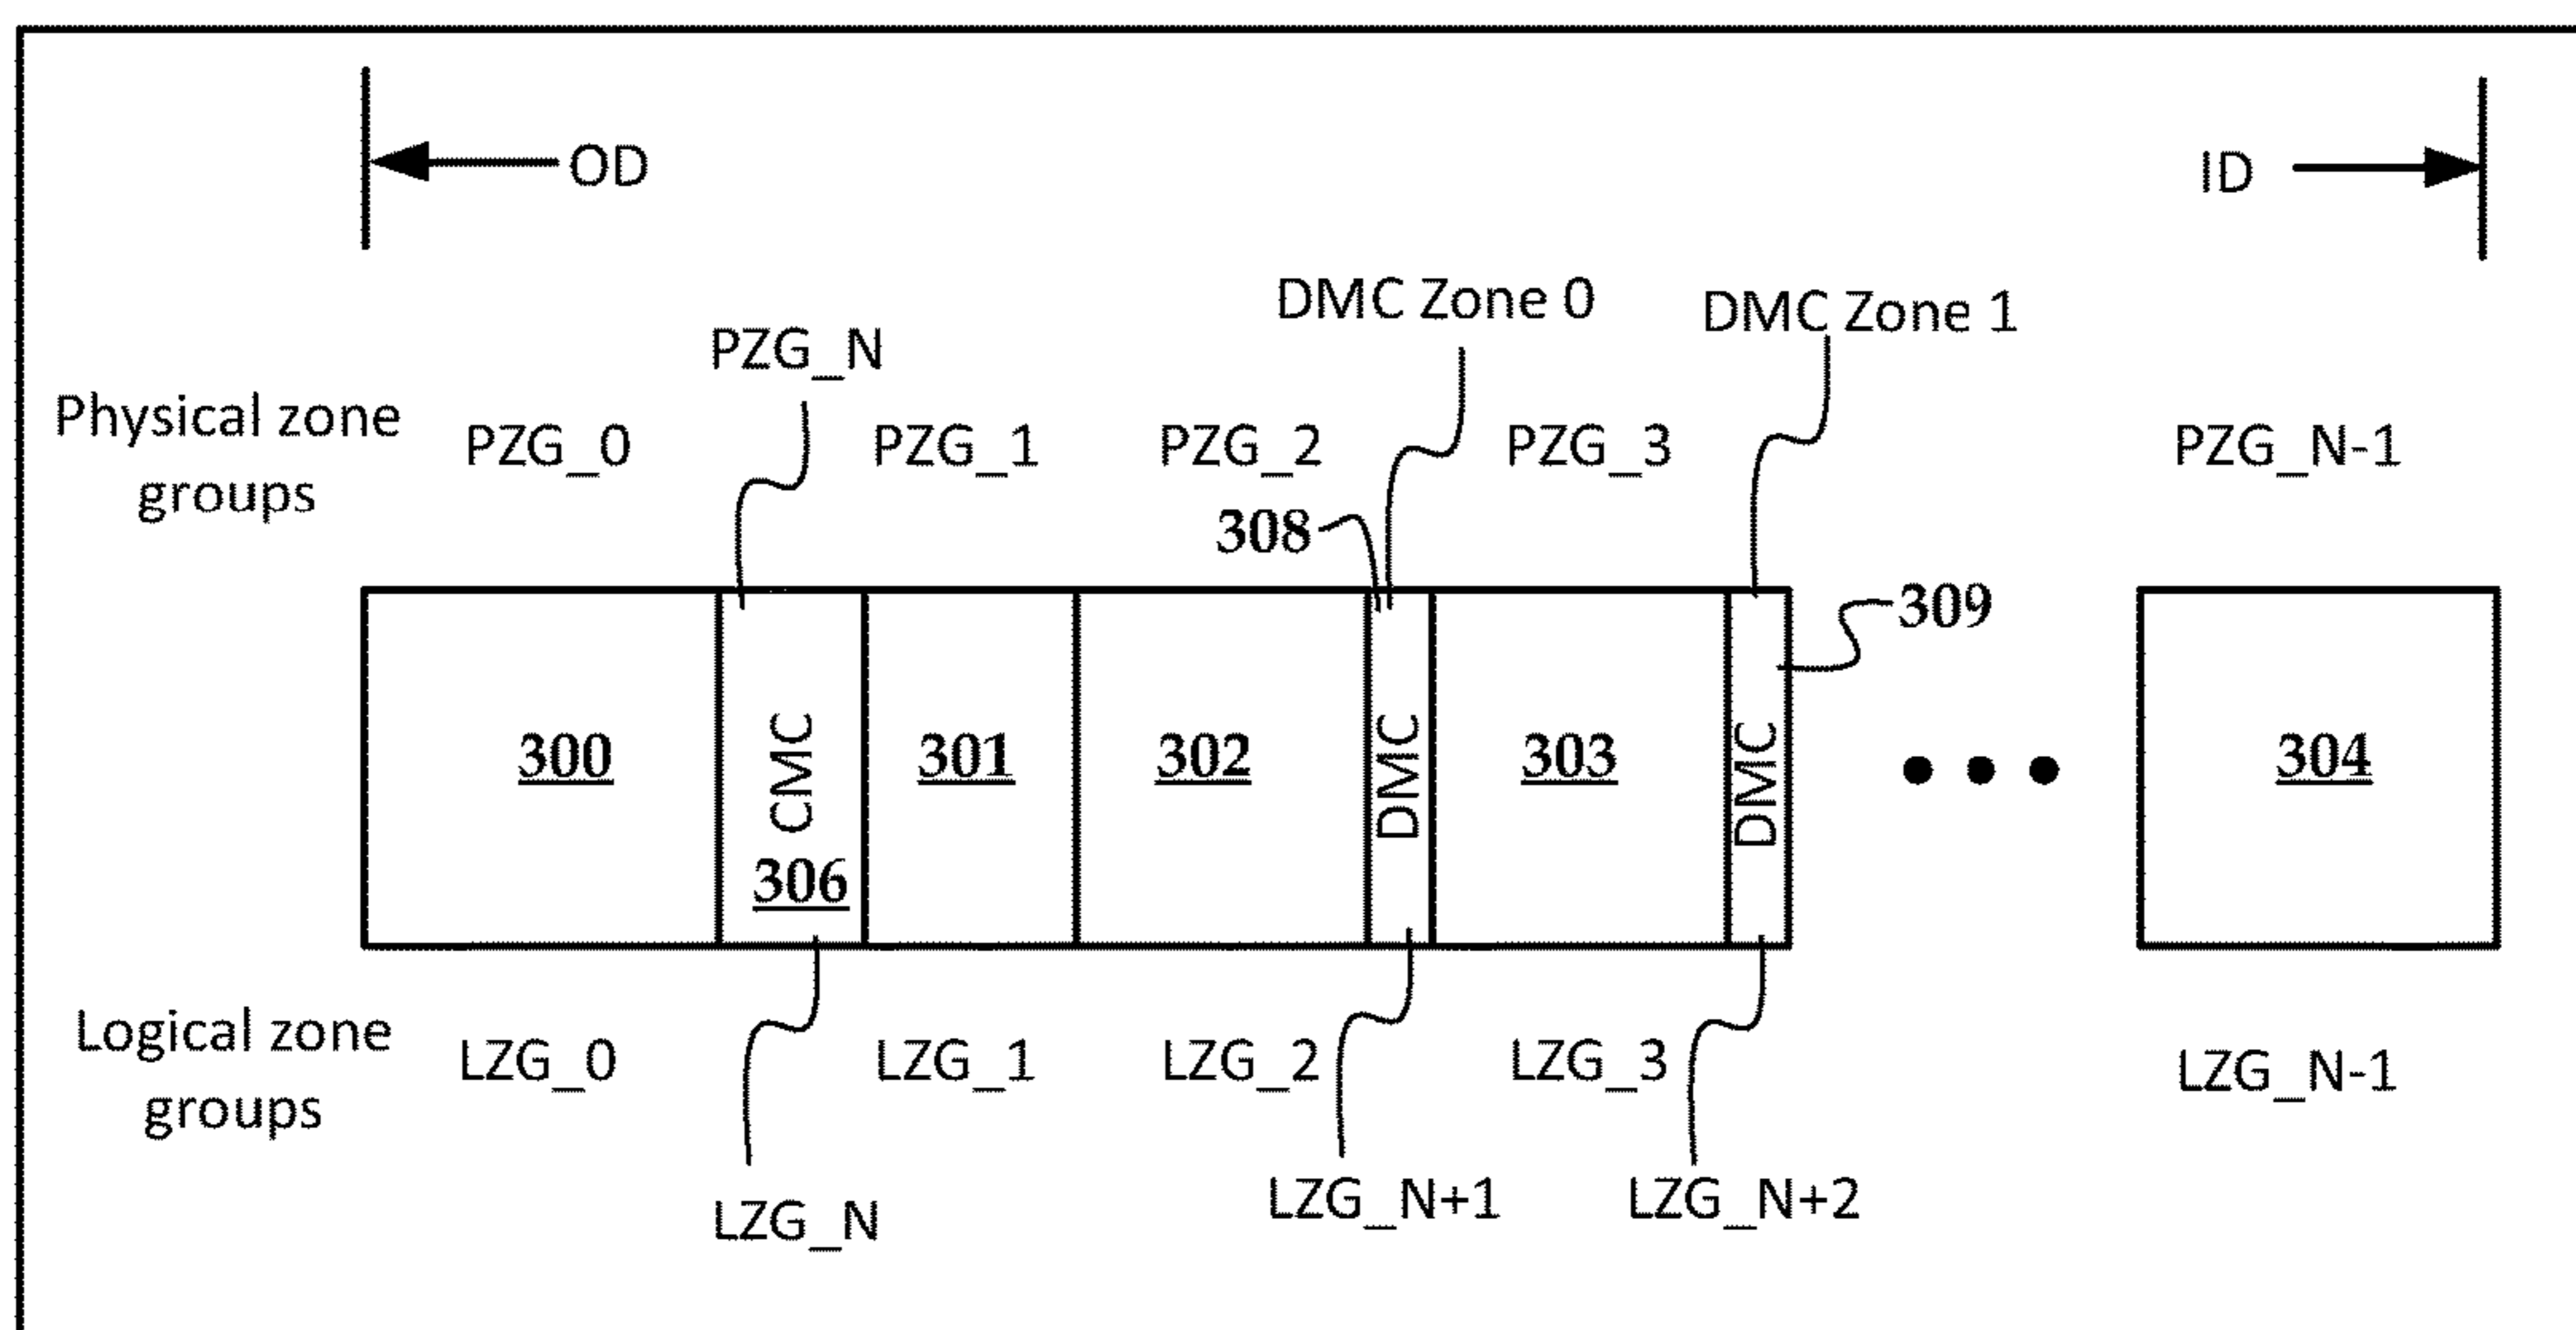 OD
ID
DMC Zone 0
DMC Zone 1
PZG_N
Physical zone
groups
PZG_0
PZG_1
PZG_2
PZG_3
PZG_N-1
308
309
300
CMC
306
301
302
DMC
303
DMC
304
Logical zone
groups
LZG_0
LZG_1
LZG_2
LZG_3
LZG_N-1
LZG_N
LZG_N+1
LZG_N+2